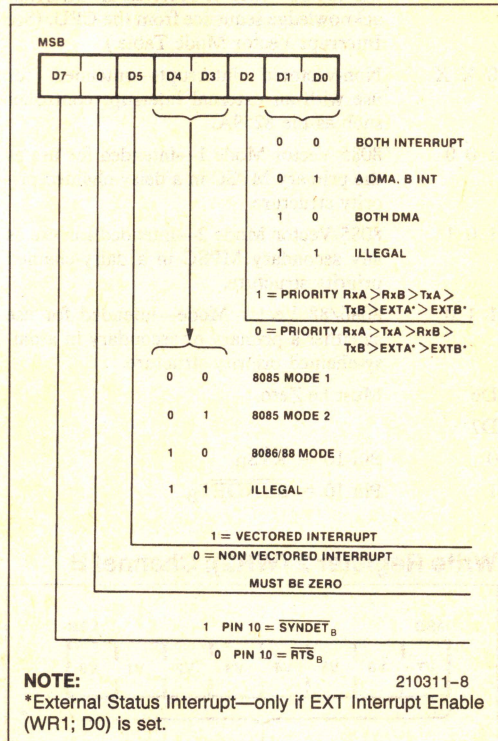 MSB
D7 0 D5 D4 D3 D2 D1 D0
0 0 BOTH INTERRUPT
0 1 A DMA. B INT
1 0 BOTH DMA
1 1 ILLEGAL
1 = PRIORITY RxA >RxB >TxA >
TxB >EXTA* >EXTB*
0 = PRIORITY RxA >TxA >RxB >
TxB >EXTA* >EXTB*
0 0 8085 MODE 1
0 1 8085 MODE 2
1 0 8086/88 MODE
1 1 ILLEGAL
1 = VECTORED INTERRUPT
0 = NON VECTORED INTERRUPT
MUST BE ZERO
1 PIN 10 = SYNDET B
0 PIN 10 = RTS B
NOTE: 210311-8
*External Status Interrupt—only if EXT Interrupt Enable
(WR1; D0) is set.